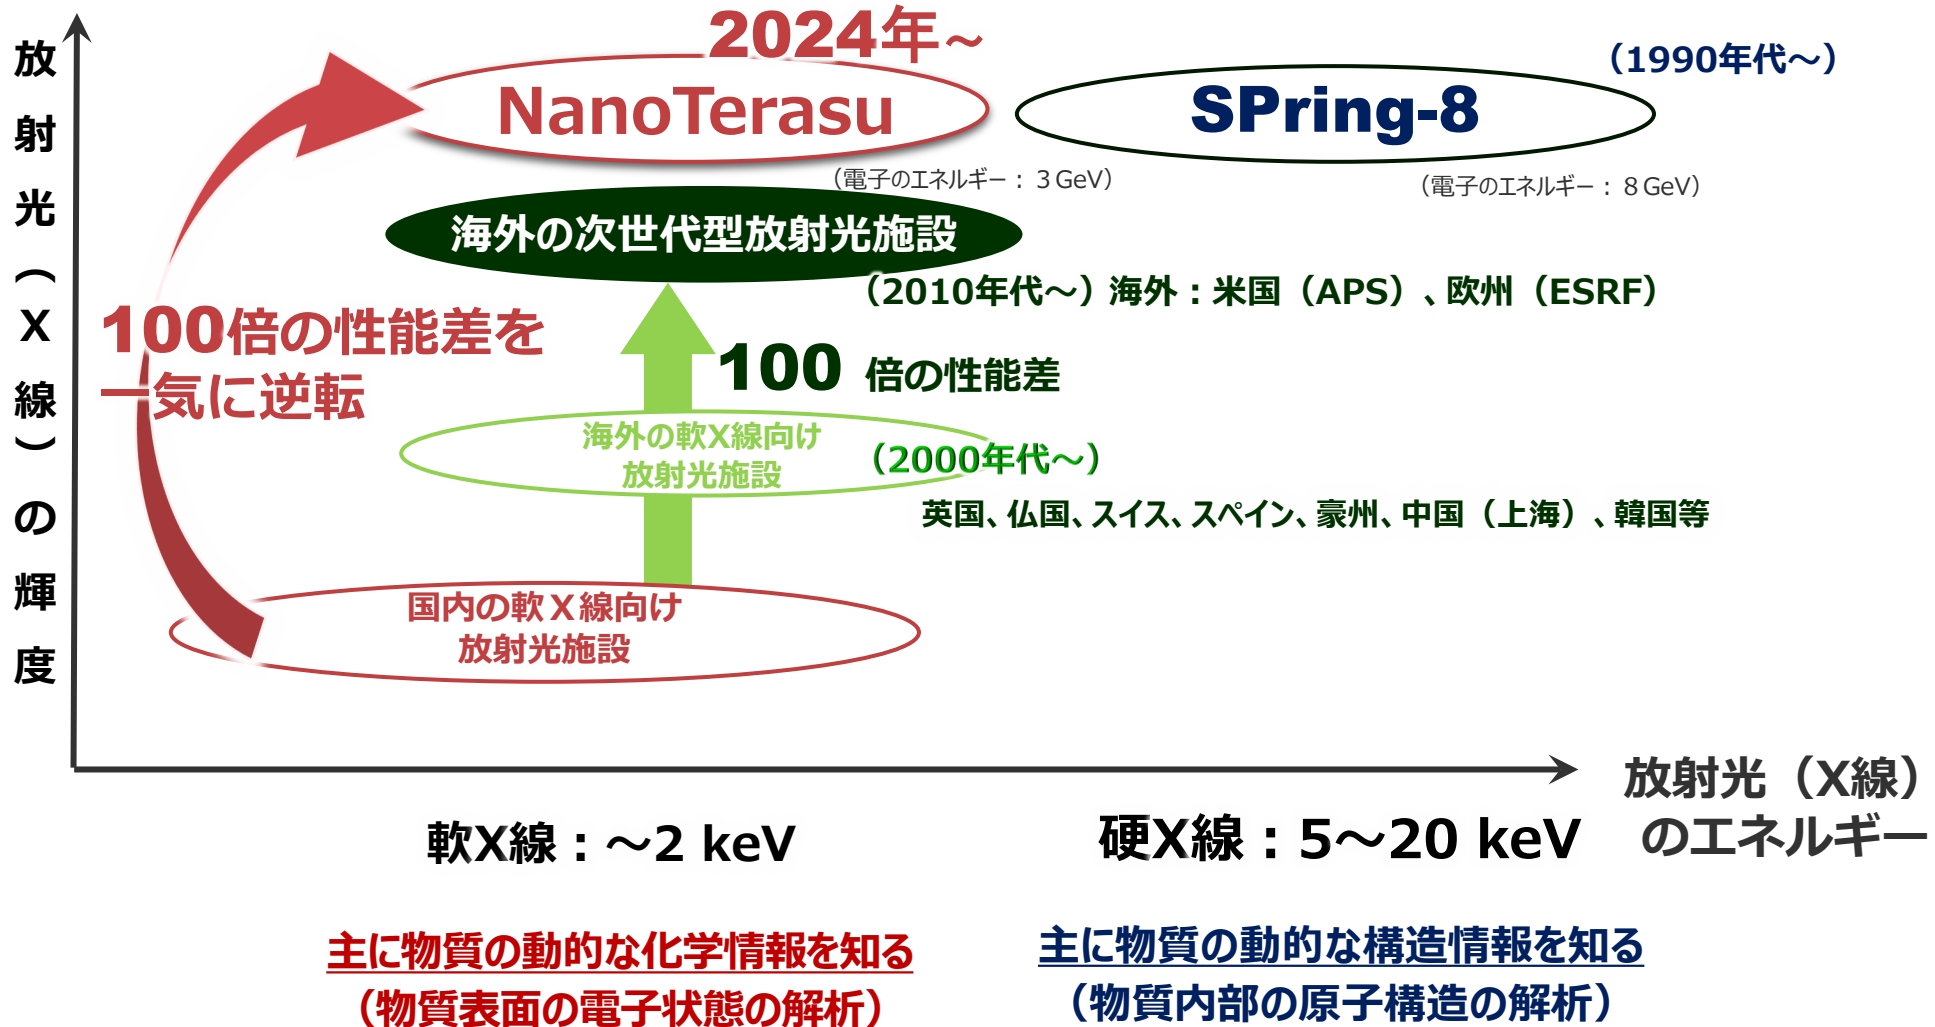 放射光（X線）の輝度
2024年～
NanoTerasu
（電子のエネルギー：３GeV）
（1990年代～）
SPring-8
（電子のエネルギー：８GeV）
海外の次世代型放射光施設
（2010年代～）海外：米国（APS）、欧州（ESRF）
100倍の性能差を
一気に逆転
100 倍の性能差
海外の軟X線向け
放射光施設
（2000年代～）
英国、仏国、スイス、スペイン、豪州、中国（上海）、韓国等
国内の軟Ｘ線向け
放射光施設
放射光（X線）
のエネルギー
軟X線：～2 keV
硬X線：5～20 keV
主に物質の動的な化学情報を知る
（物質表面の電子状態の解析）
主に物質の動的な構造情報を知る
（物質内部の原子構造の解析）